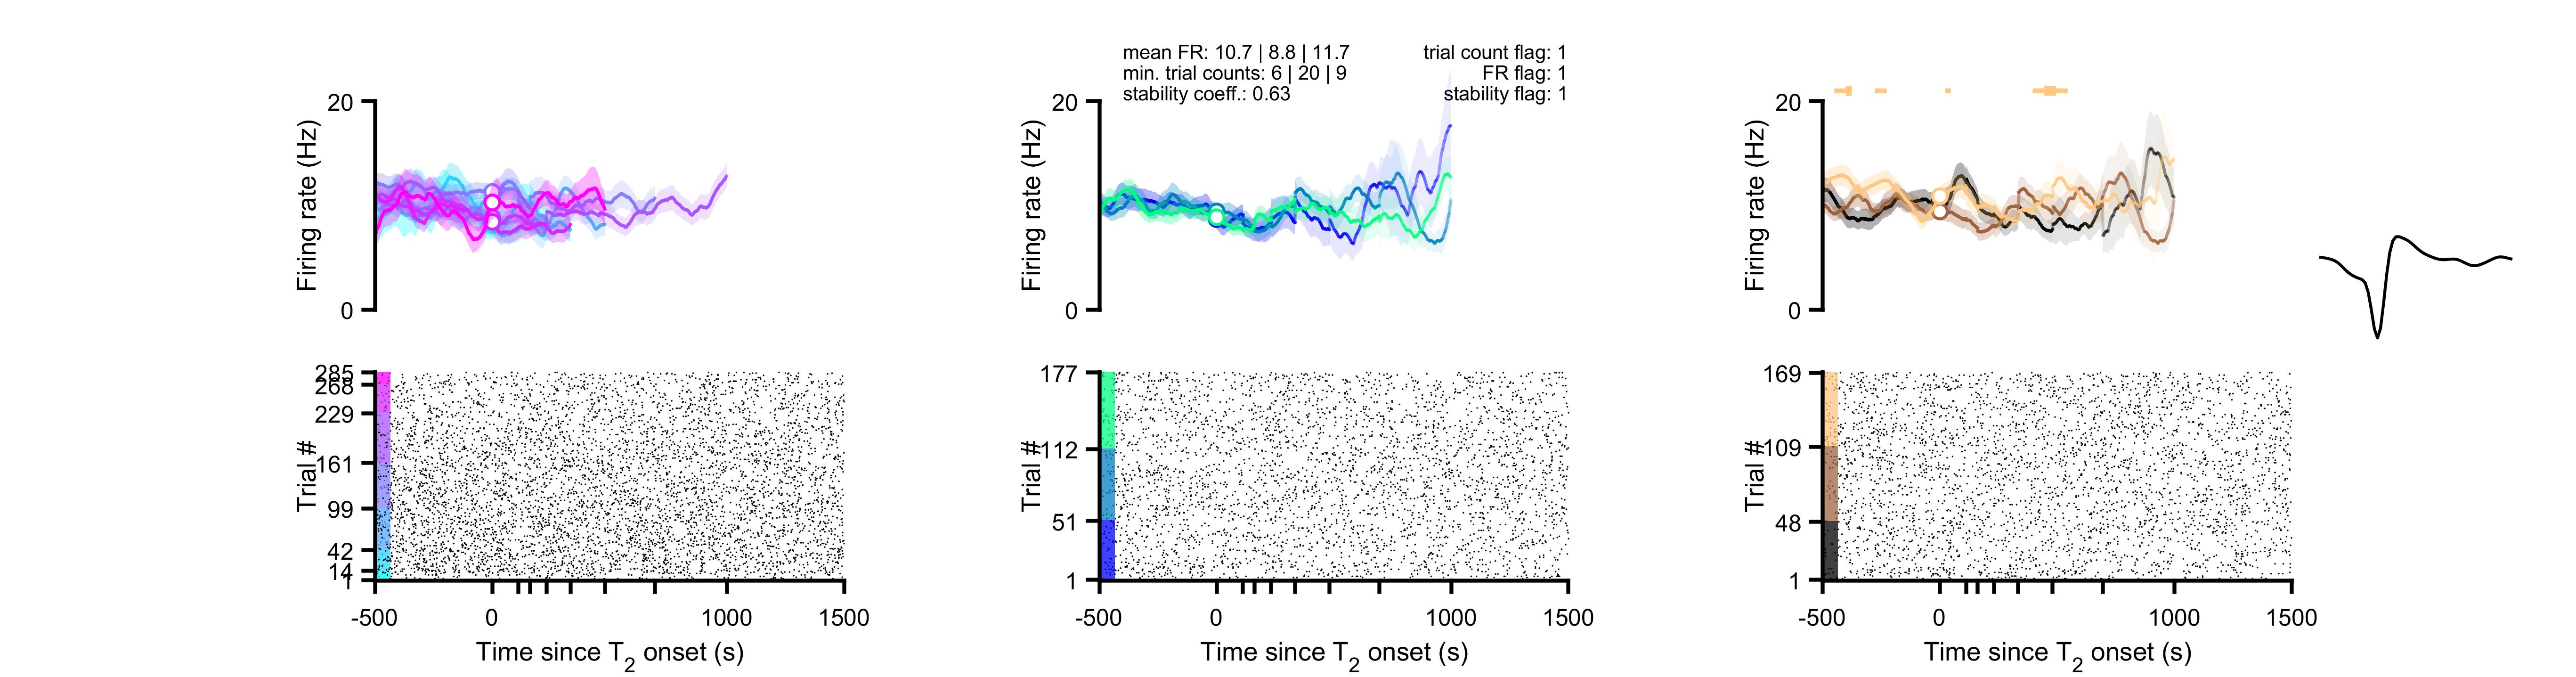 mean FR: 10.7 | 8.8 | 11.7
min. trial counts: 6 | 20 | 9
stability coeff.: 0.63
trial count flag: 1
FR flag: 1
stability flag: 1
20
Firing rate (Hz)
0
20
Firing rate (Hz)
0
20
Firing rate (Hz)
0
285
268
229
161
99
42
14
1
Trial #
-500 0 1000 1500
Time since T2 onset (s)
177
112
51
1
Trial #
-500 0 1000 1500
Time since T2 onset (s)
169
109
48
1
Trial #
-500 0 1000 1500
Time since T2 onset (s)